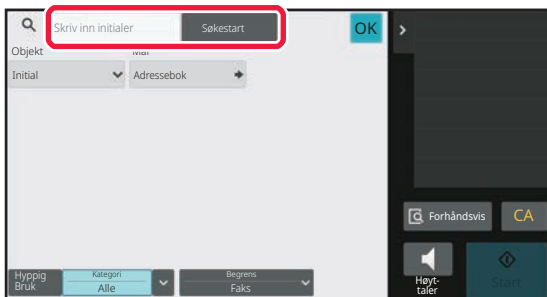 Skriv inn initialer
Søkestart
OK
Objekt
Mål
Initial
Adressebok
Forhåndsvis
CA
Hyppig
Bruk
Kategori
Alle
Begrens
Faks
Høyt-
taler
Start